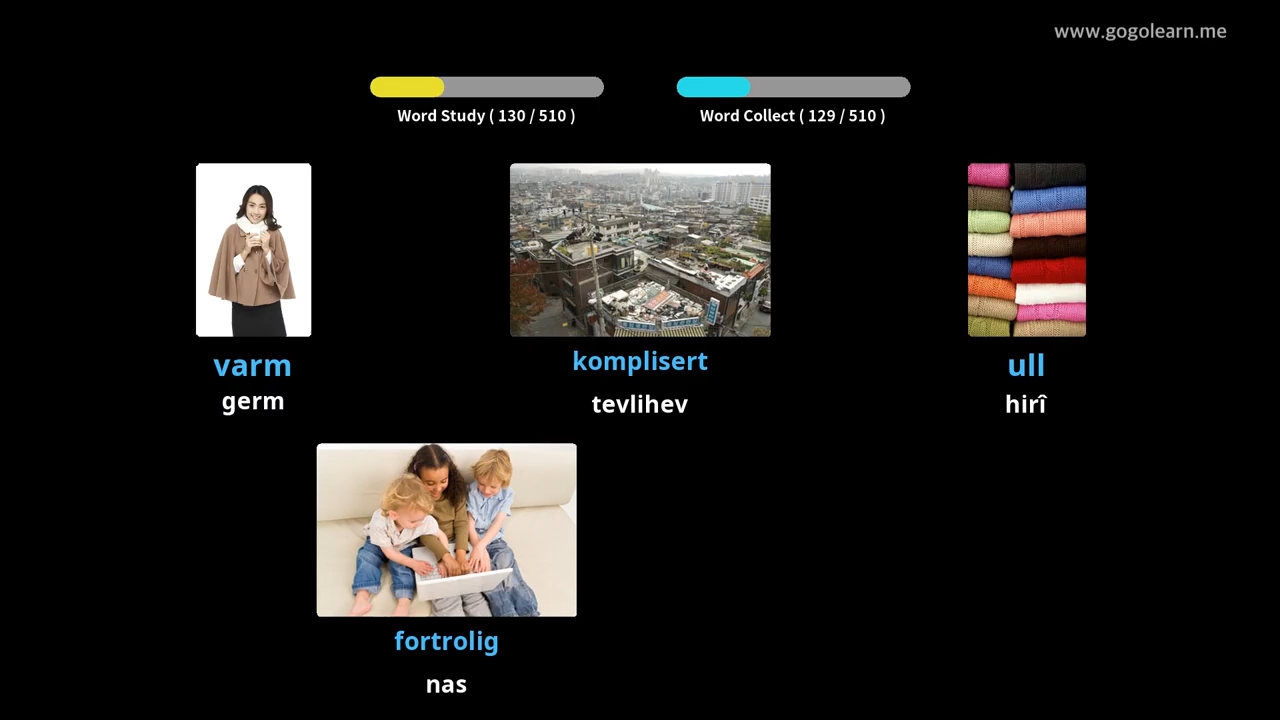 www.gogolearn.me
Word Study ( 130 / 510 )
Word Collect ( 129 / 510 )
varm
germ
komplisert
tevlihev
ull
hirî
fortrolig
nas